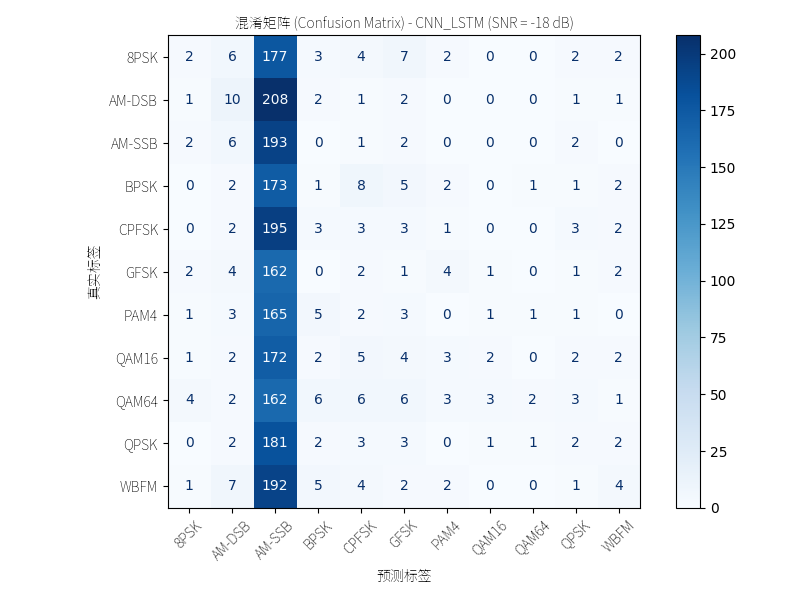 混淆矩阵 (Confusion Matrix) - CNN_LSTM (SNR = -18 dB)
8PSK 2 6 177 3 4 7 2 0 0 2 2
AM-DSB 1 10 208 2 1 2 0 0 0 1 1
AM-SSB 2 6 193 0 1 2 0 0 0 2 0
BPSK 0 2 173 1 8 5 2 0 1 1 2
CPFSK 0 2 195 3 3 3 1 0 0 3 2
GFSK 2 4 162 0 2 1 4 1 0 1 2
PAM4 1 3 165 5 2 3 0 1 1 1 0
QAM16 1 2 172 2 5 4 3 2 0 2 2
QAM64 4 2 162 6 6 6 3 3 2 3 1
QPSK 0 2 181 2 3 3 0 1 1 2 2
WBFM 1 7 192 5 4 2 2 0 0 1 4
8PSK AM-DSB AM-SSB BPSK CPFSK GFSK PAM4 QAM16 QAM64 QPSK WBFM
预测标签
真实标签
200
175
150
125
100
75
50
25
0